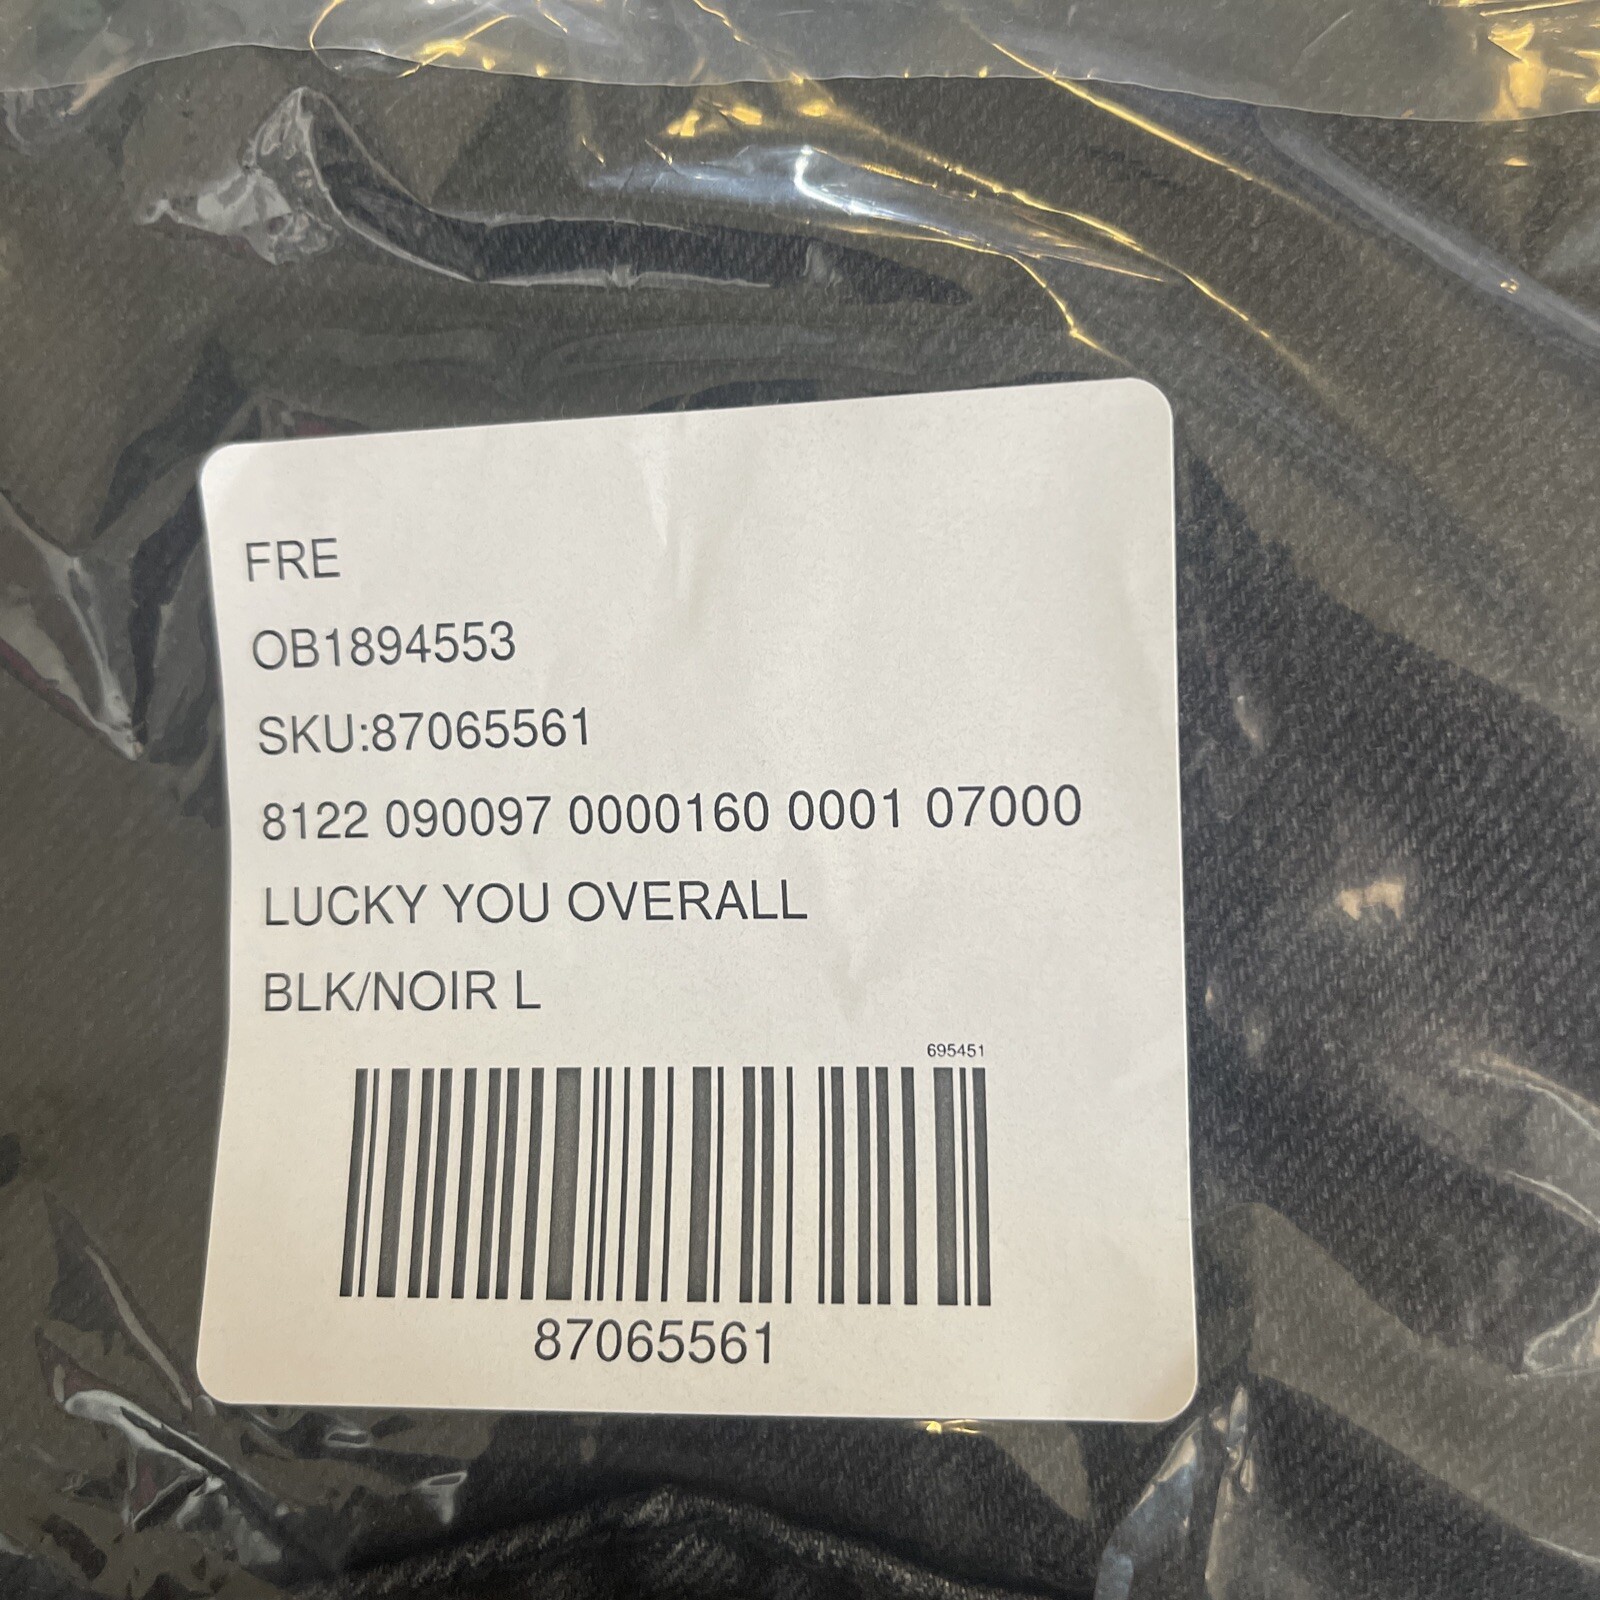 FRE
OB1894553
SKU:87065561
8122 090097 0000160 0001 07000
LUCKY YOU OVERALL
BLK/NOIR L
695451
87065561